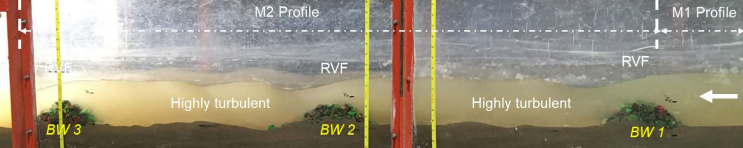 M2 Profile
M1 Profile
RVF
RVF
RVF
Highly turbulent
Highly turbulent
BW 3
BW 2
BW 1